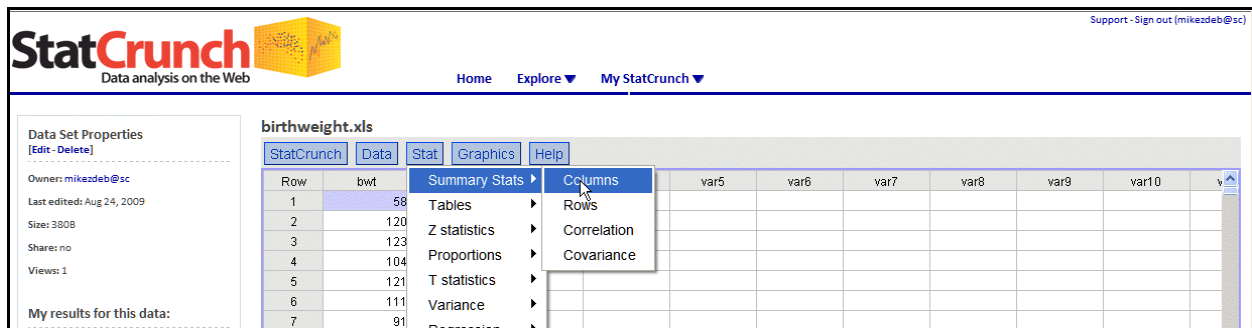 Support - Sign out (mikezdeb@sc)
StatCrunch
Data analysis on the Web
Home Explore ▼ My StatCrunch ▼
Data Set Properties
[Edit - Delete]
Owner: mikezdeb@sc
Last edited: Aug 24, 2009
Size: 380B
Share: no
Views: 1
My results for this data:
birthweight.xls
StatCrunch Data Stat Graphics Help
Row bwt var5 var6 var7 var8 var9 var10
1 58
2 120
3 123
4 104
5 121
6 111
7 91
Summary Stats
Tables
Z statistics
Proportions
T statistics
Variance
Regression
Columns
Rows
Correlation
Covariance